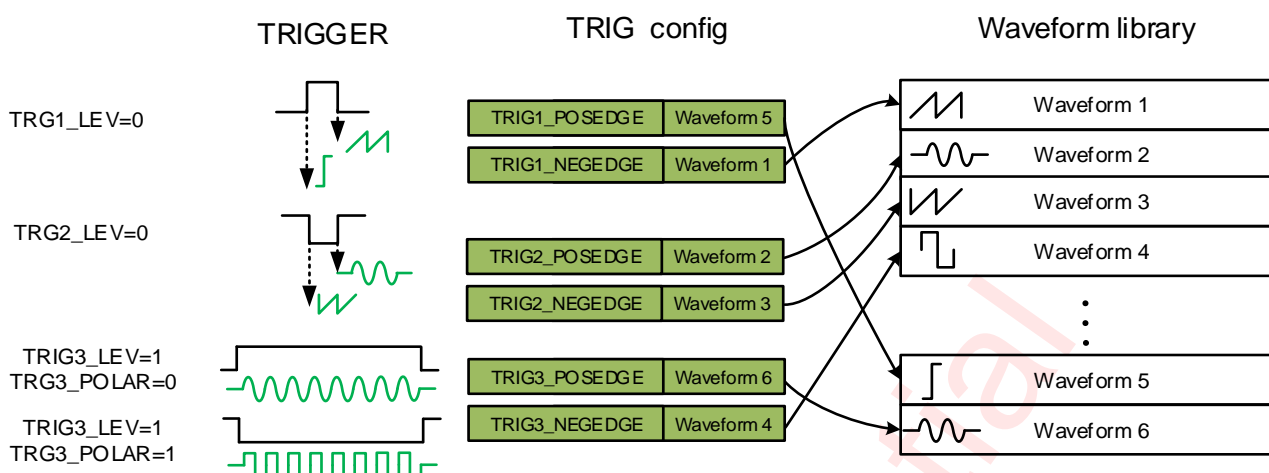 TRIGGER
TRIG config
Waveform library
TRG1_LEV=0
TRIG1_POSEDGE Waveform 5
TRIG1_NEGEDGE Waveform 1
Waveform 1
Waveform 2
Waveform 3
Waveform 4
TRG2_LEV=0
TRIG2_POSEDGE Waveform 2
TRIG2_NEGEDGE Waveform 3
TRIG3_LEV=1
TRG3_POLAR=0
TRIG3_POSEDGE Waveform 6
TRIG3_NEGEDGE Waveform 4
Waveform 5
Waveform 6
TRIG3_LEV=1
TRG3_POLAR=1